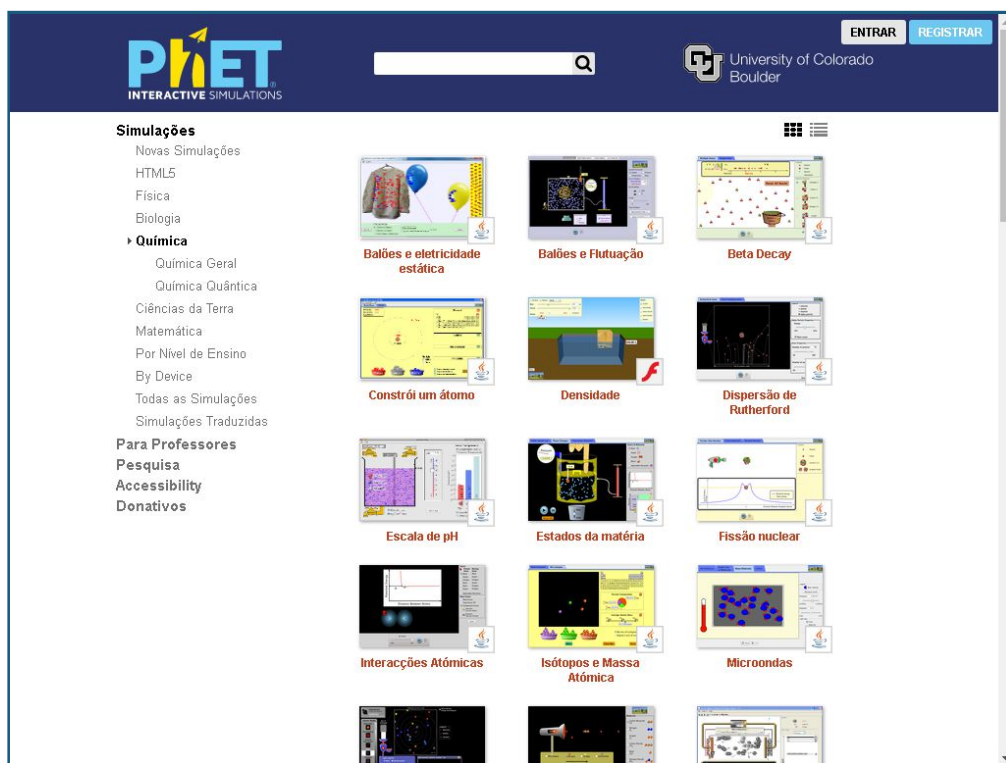 ENTRAR
REGISTRAR
PhET
INTERACTIVE SIMULATIONS
University of Colorado
Boulder
Simulações
Novas Simulações
HTML5
Física
Biologia
Química
Química Geral
Química Quântica
Ciências da Terra
Matemática
Por Nível de Ensino
By Device
Todas as Simulações
Simulações Traduzidas
Para Professores
Pesquisa
Accessibility
Donativos
Balões e eletricidade
estática
Balões e Flutuação
Beta Decay
Constrói um átomo
Densidade
Dispersão de
Rutherford
Escala de pH
Estados da matéria
Fissão nuclear
Interacções Atómicas
Isótopos e Massa
Atómica
Microondas